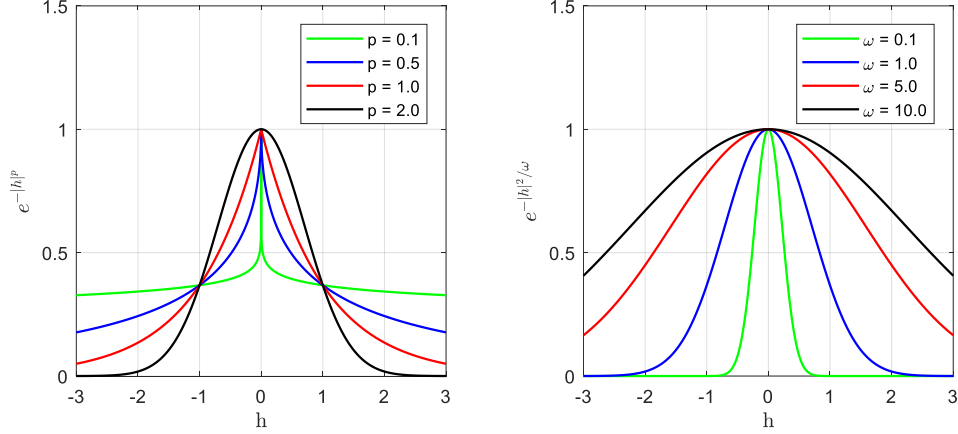 1.5
1
0.5
0
-3 -2 -1 0 1 2 3
h
e^{-|h|^p}
p = 0.1
p = 0.5
p = 1.0
p = 2.0
1.5
1
0.5
0
-3 -2 -1 0 1 2 3
h
e^{-|h|^2/ω}
ω = 0.1
ω = 1.0
ω = 5.0
ω = 10.0